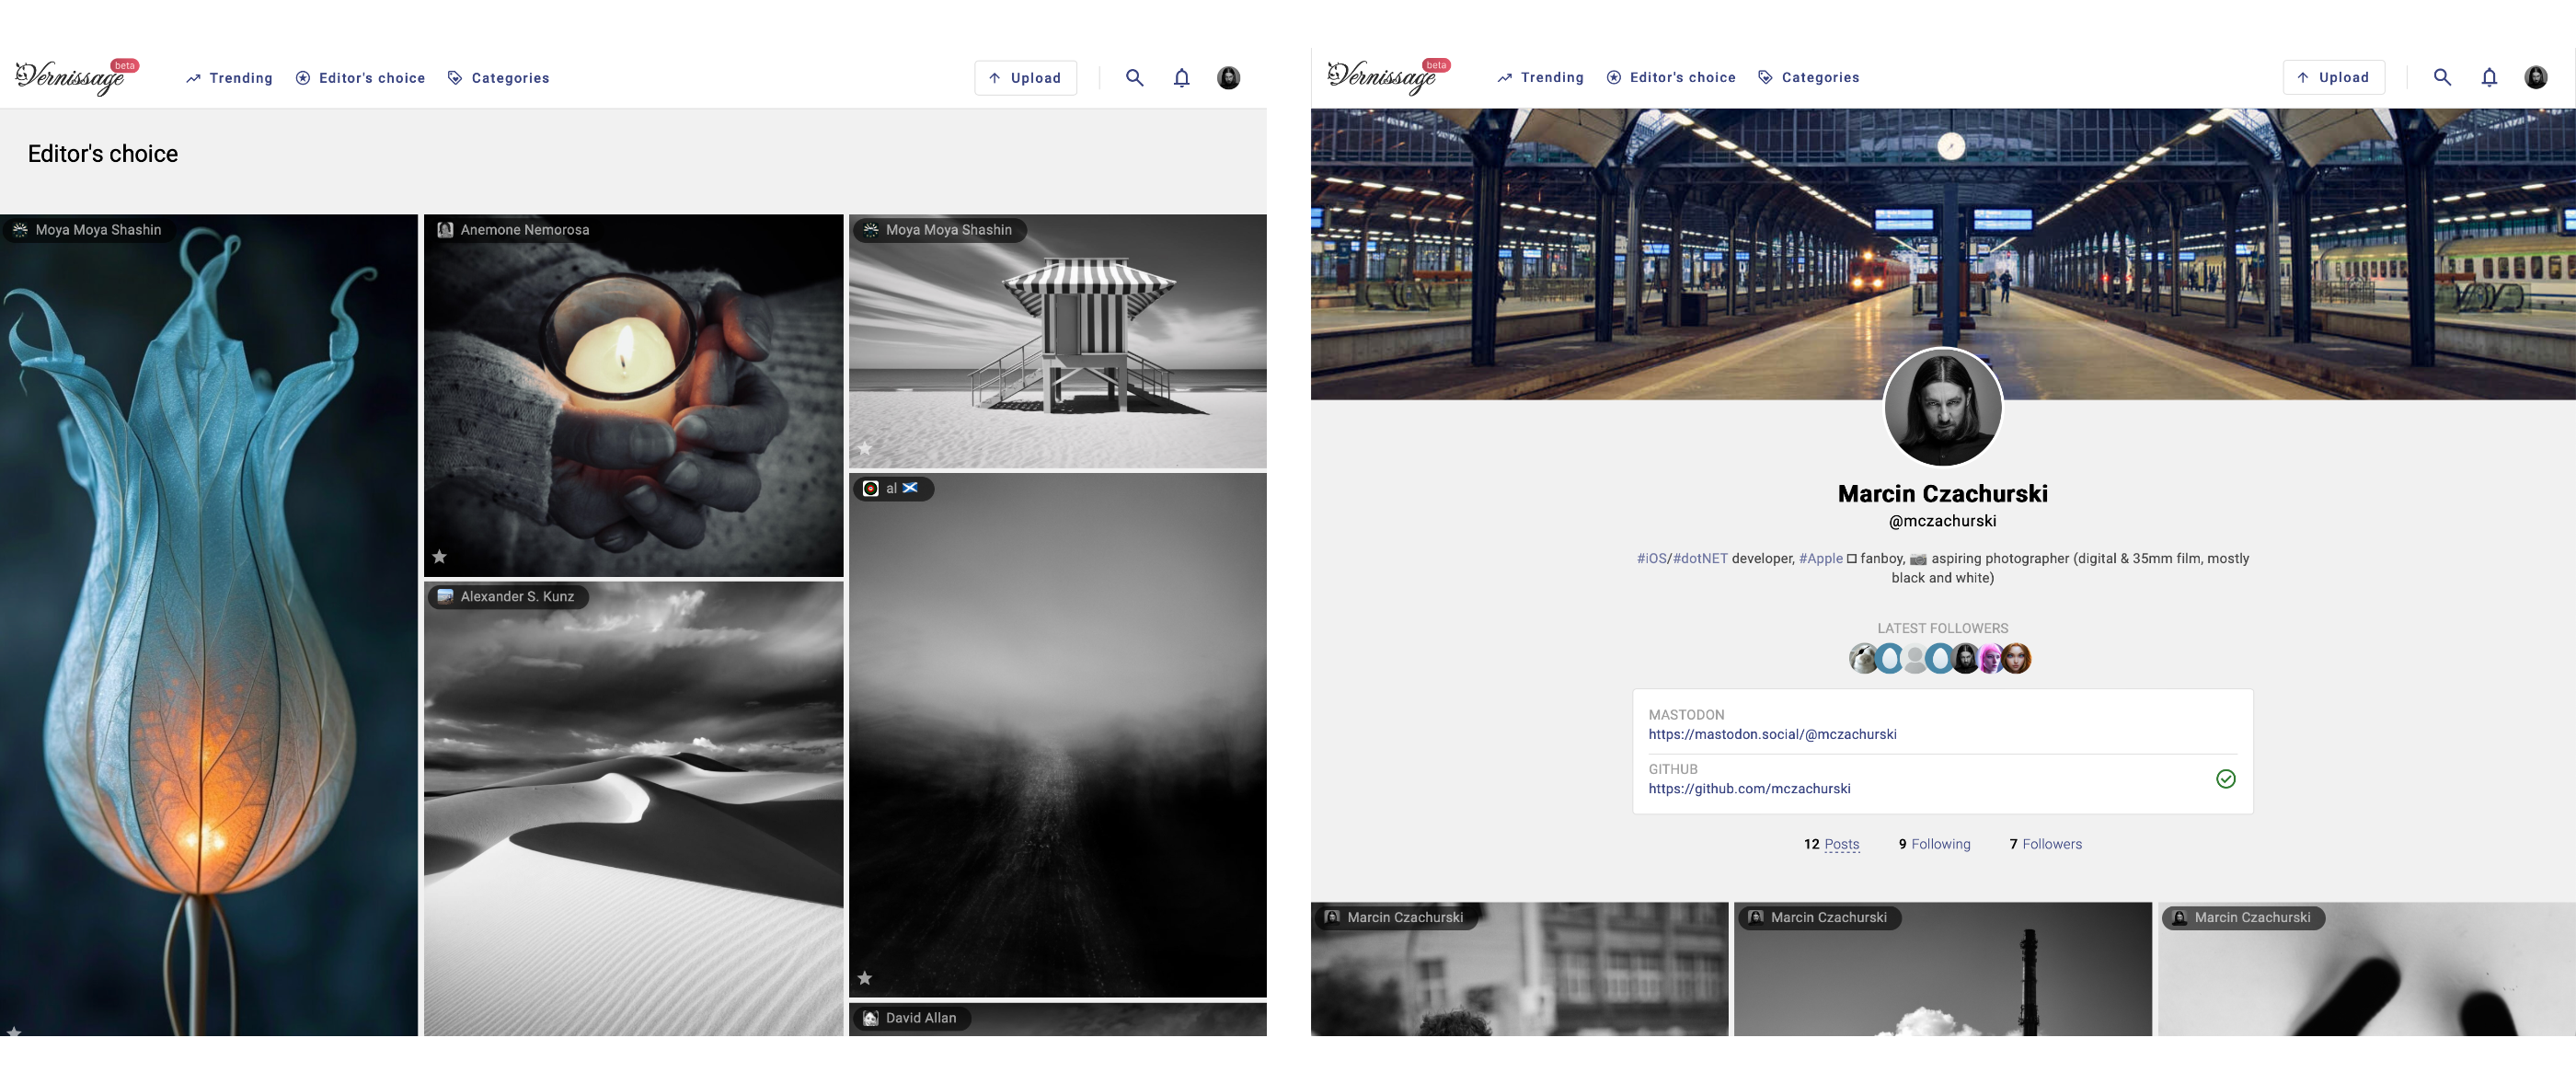 Vernissage beta
Trending
Editor's choice
Categories
Upload
Editor's choice
Moya Moya Shashin
Anemone Nemorosa
Moya Moya Shashin
al
Alexander S. Kunz
David Allan
Vernissage beta
Trending
Editor's choice
Categories
Upload
Marcin Czachurski
@mczachurski
#iOS/#dotNET developer, #Apple □ fanboy, 📷 aspiring photographer (digital & 35mm film, mostly
black and white)
LATEST FOLLOWERS
MASTODON
https://mastodon.social/@mczachurski
GITHUB
https://github.com/mczachurski
12 Posts
9 Following
7 Followers
Marcin Czachurski
Marcin Czachurski
Marcin Czachurski